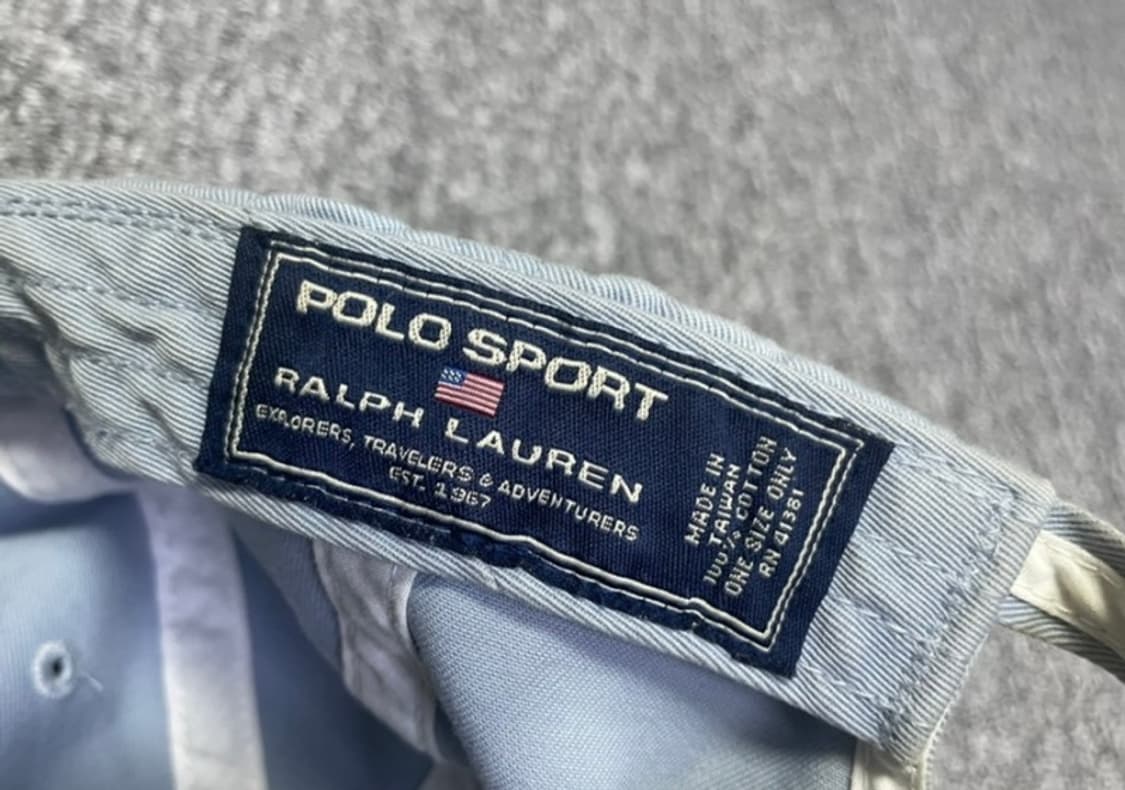 POLO SPORT
RALPH LAUREN
EXPLORERS, TRAVELERS & ADVENTURERS
EST. 1967
MADE IN
TAIWAN
100% COTTON
ONE SIZE ONLY
RN 41381